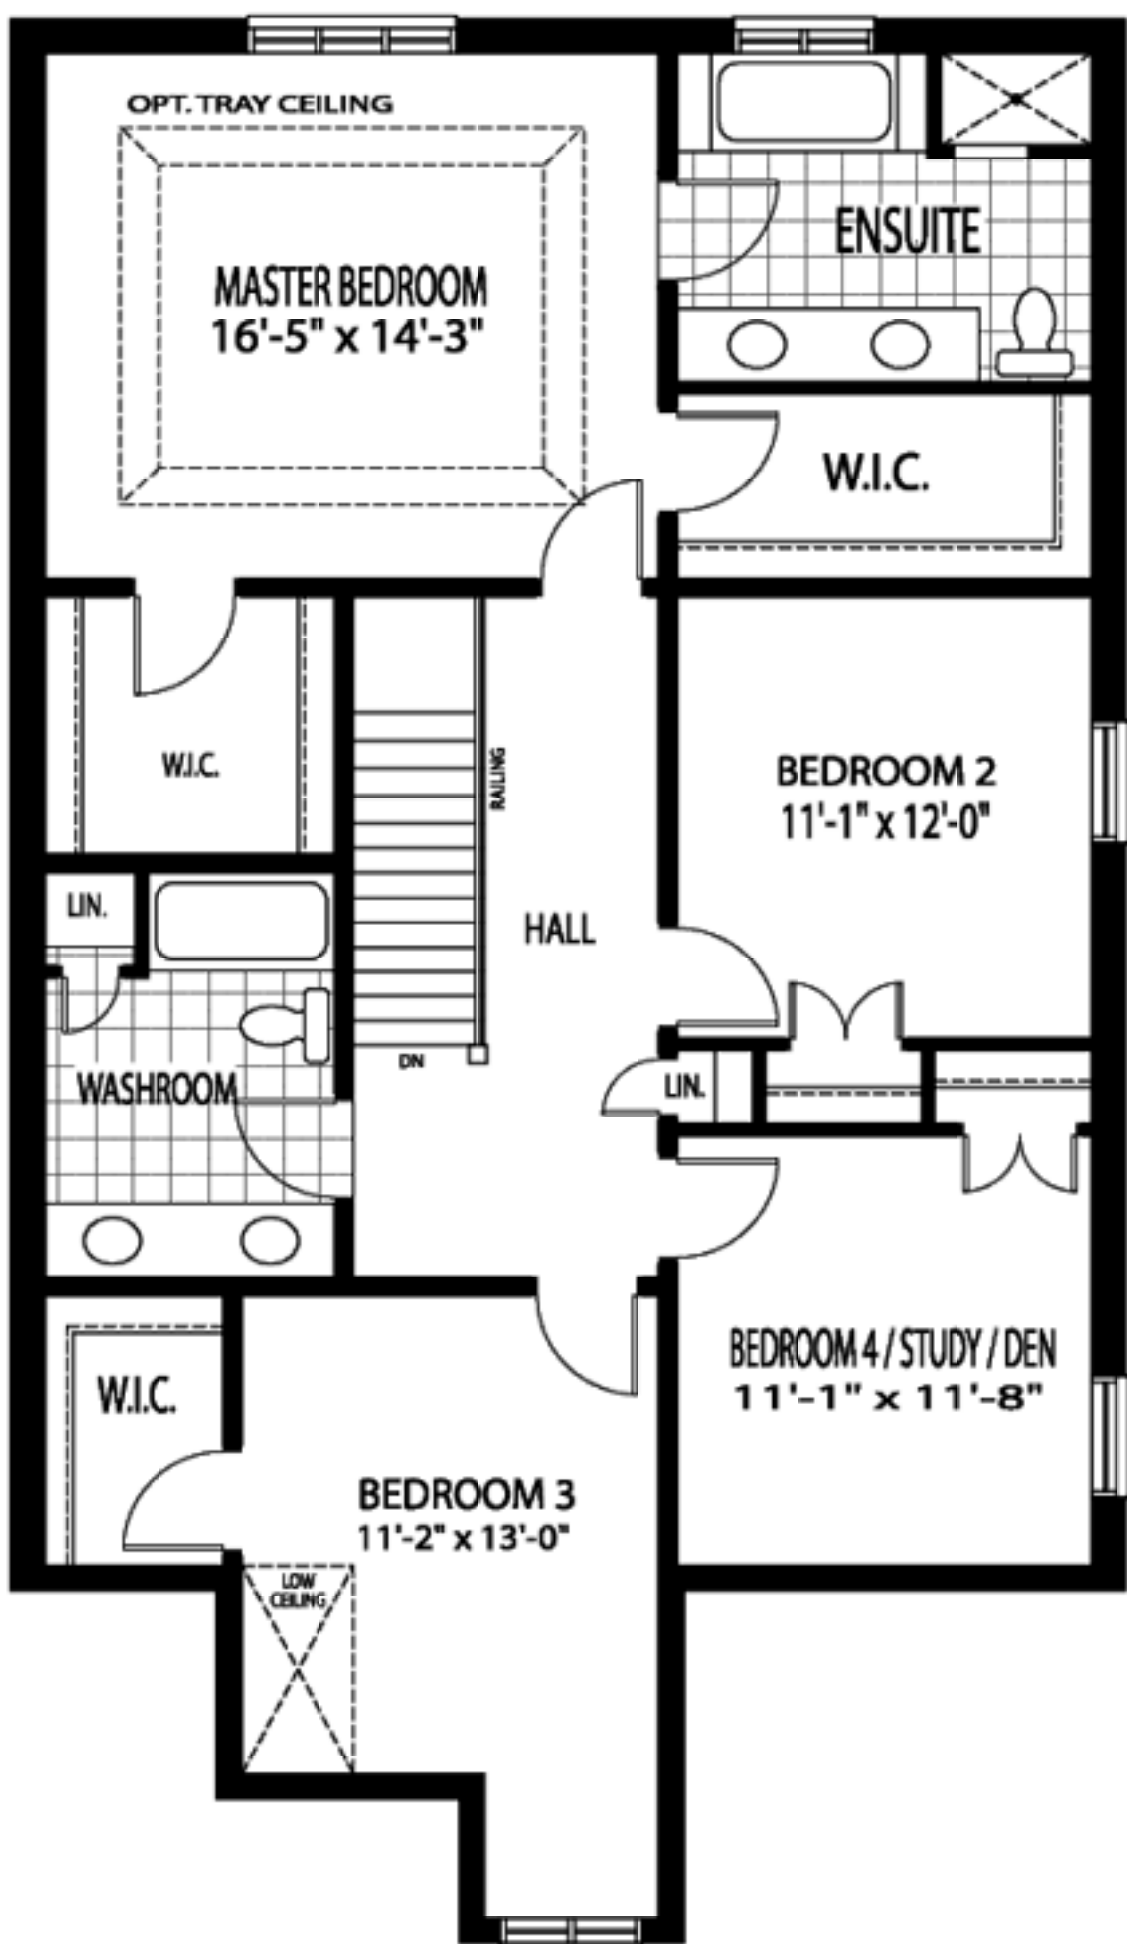 OPT. TRAY CEILING
MASTER BEDROOM
16'-5" x 14'-3"
ENSUITE
W.I.C.
W.I.C.
RAILING
BEDROOM 2
11'-1" x 12'-0"
LIN.
HALL
DN
WASHROOM
LIN.
BEDROOM 4 / STUDY / DEN
11'-1" x 11'-8"
W.I.C.
BEDROOM 3
11'-2" x 13'-0"
LOW
CEILING